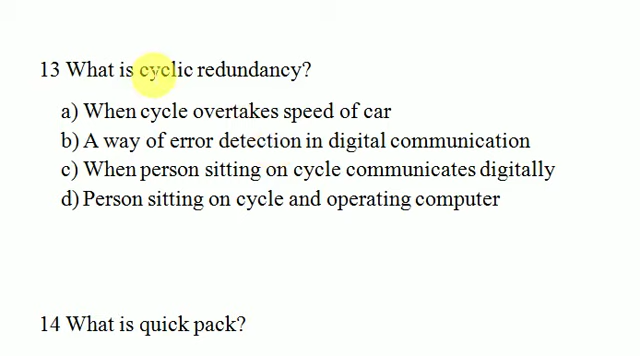 13 What is cyclic redundancy?
a) When cycle overtakes speed of car
b) A way of error detection in digital communication
c) When person sitting on cycle communicates digitally
d) Person sitting on cycle and operating computer
14 What is quick pack?